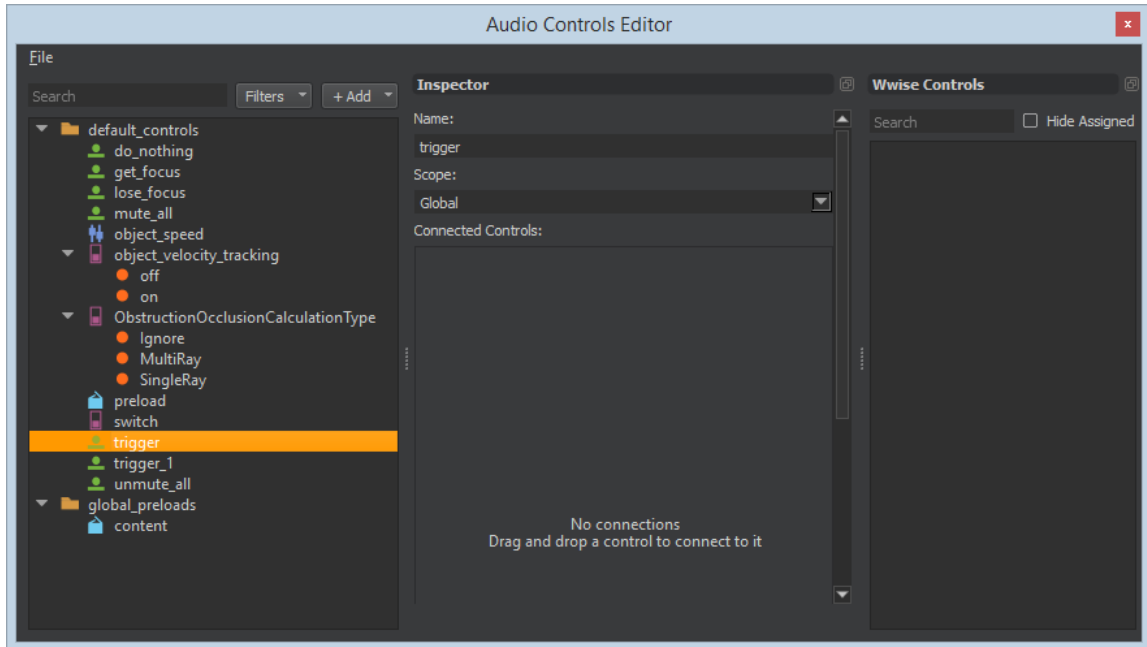 Audio Controls Editor
x
File
Search
Filters
+ Add
default_controls
do_nothing
get_focus
lose_focus
mute_all
object_speed
object_velocity_tracking
off
on
ObstructionOcclusionCalculationType
Ignore
MultiRay
SingleRay
preload
switch
trigger
trigger_1
unmute_all
global_preloads
content
Inspector
Name:
trigger
Scope:
Global
Connected Controls:
No connections
Drag and drop a control to connect to it
Wwise Controls
Search
Hide Assigned